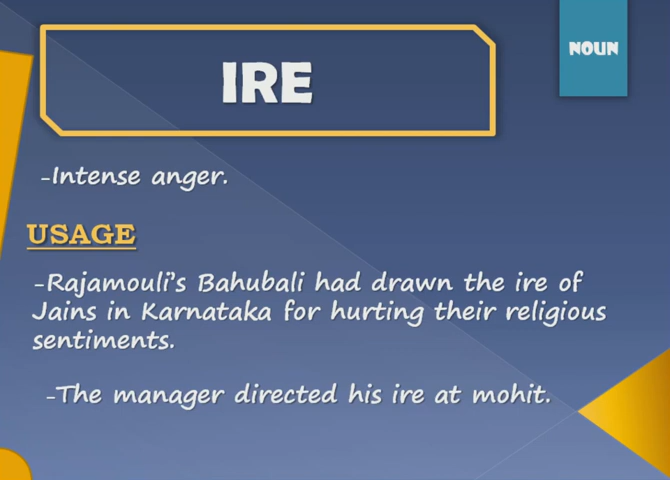 NOUN
IRE
-Intense anger.
USAGE
-Rajamouli's Bahubali had drawn the ire of
Jains in Karnataka for hurting their religious
sentiments.
-The manager directed his ire at mohit.